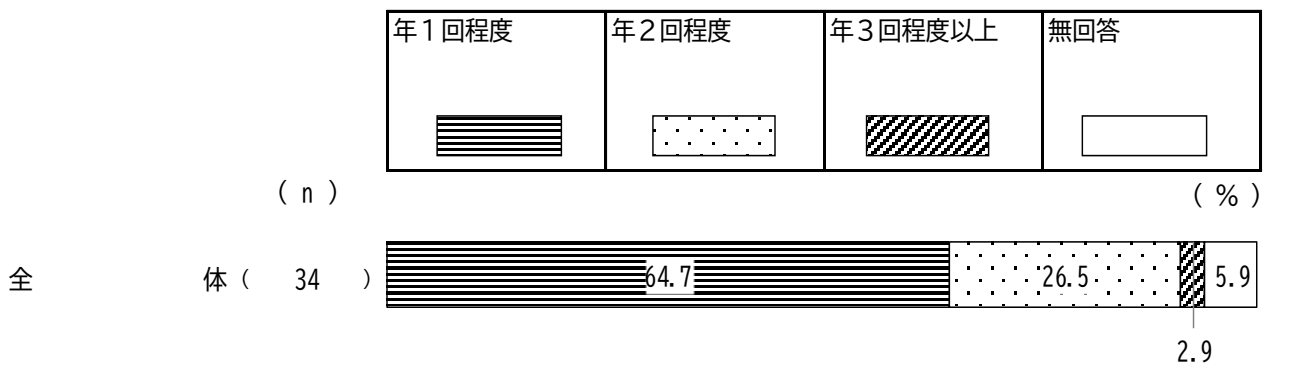 年１回程度 年２回程度 年３回程度以上 無回答
( n ) ( % )
全 体 ( 34 ) 64.7 26.5 5.9
2.9